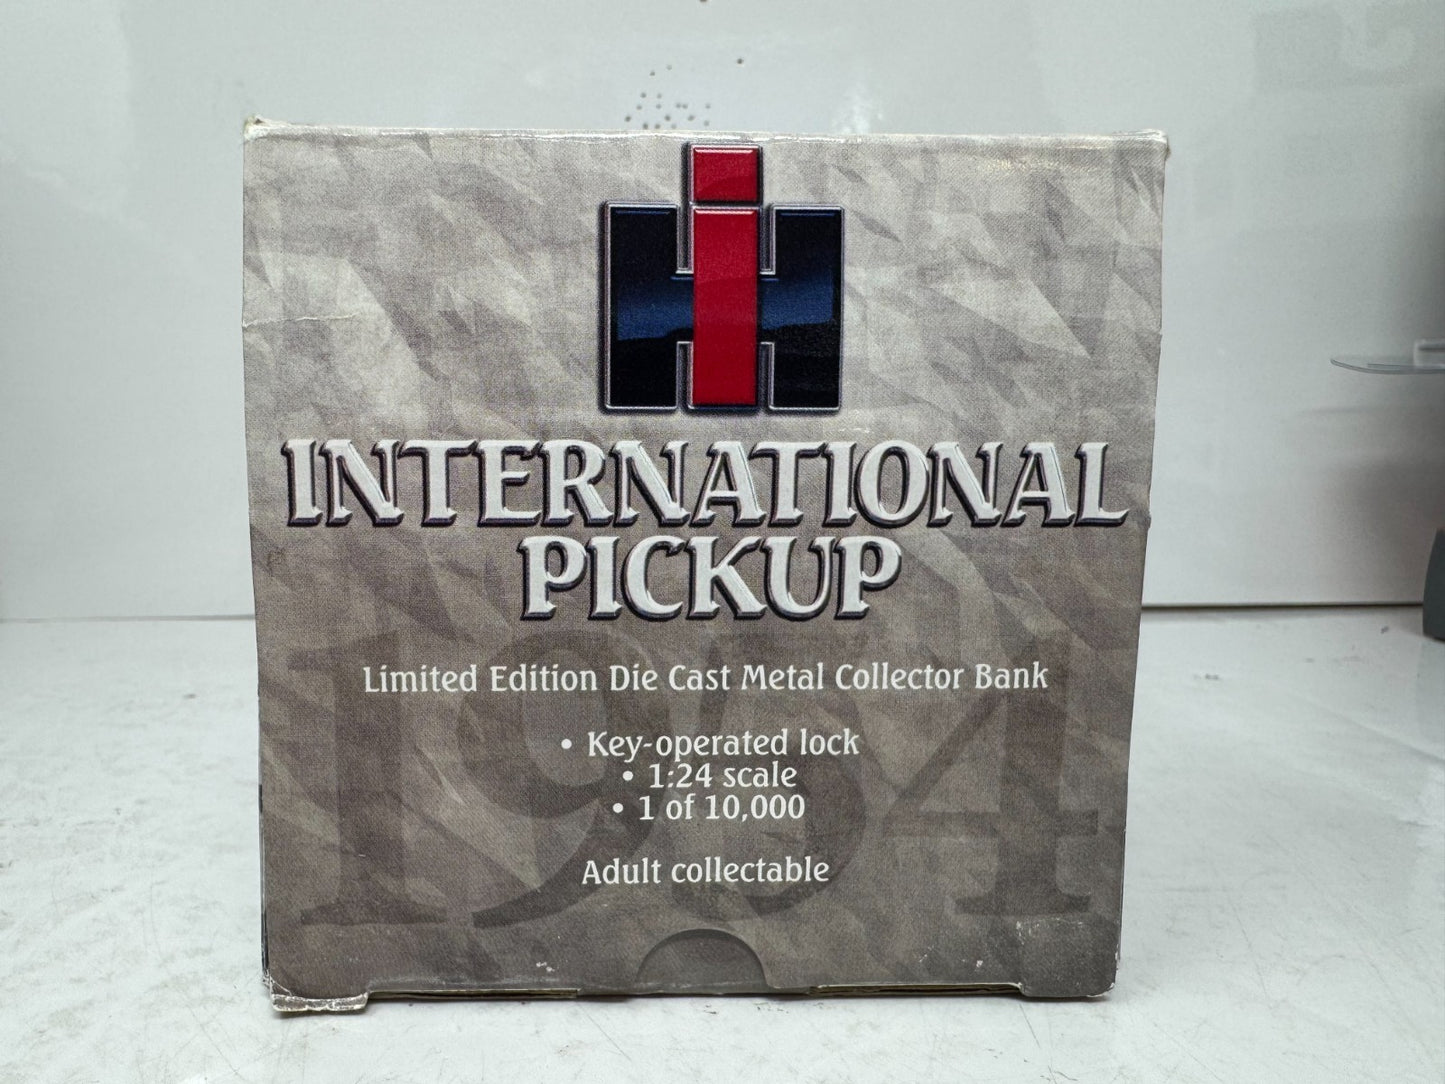 INTERNATIONAL
PICKUP
Limited Edition Die Cast Metal Collector Bank
• Key-operated lock
• 1:24 scale
• 1 of 10,000
Adult collectable